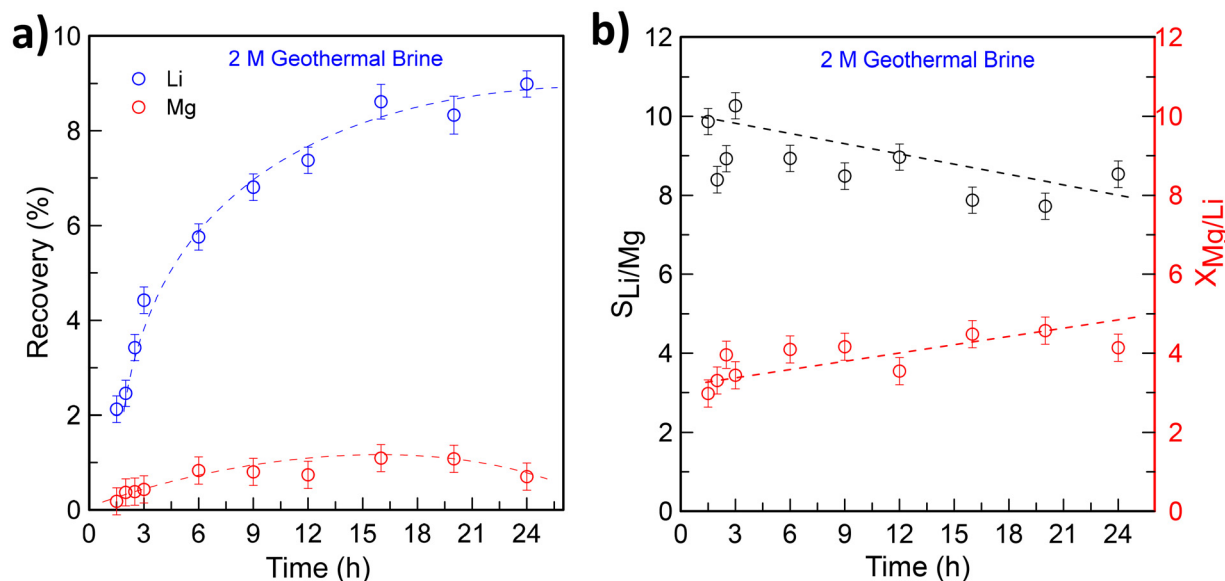 a)
2 M Geothermal Brine
Li
Mg
Recovery (%)
10
8
6
4
2
0
0 3 6 9 12 15 18 21 24
Time (h)
b)
2 M Geothermal Brine
SLi/Mg
12
10
8
6
4
2
0
0 3 6 9 12 15 18 21 24
Time (h)
12
10
8
6
4
2
0
XMg/Li